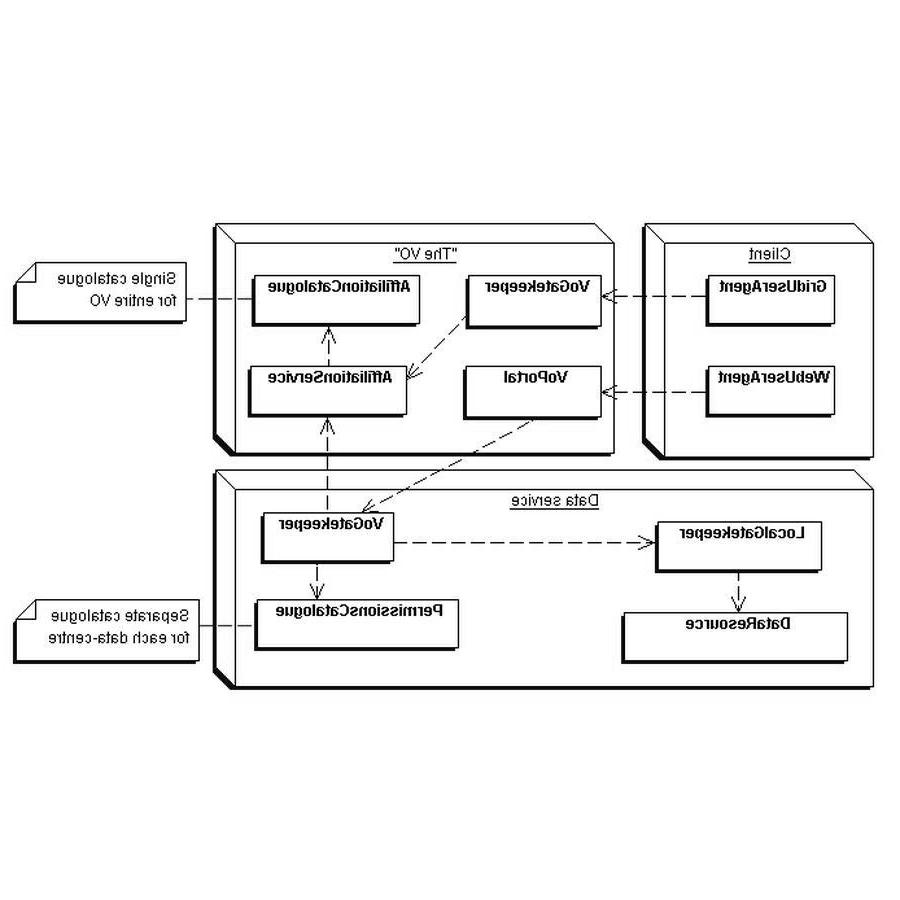 Client
GridUserAgent
WebUserAgent
"The VO"
VoGatekeeper
AffiliationCatalogue
VoPortal
AffiliationService
Single catalogue
for entire VO
Data service
LocalGatekeeper
VoGatekeeper
DataResource
PermissionsCatalogue
Separate catalogue
for each data-centre